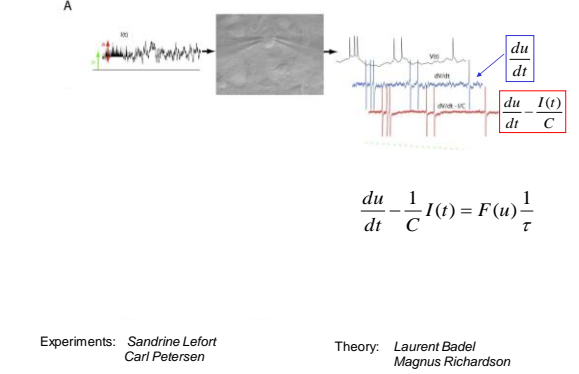 A
I(t)
V(t)
dV/dt
dV/dt - I/C
du/dt
du/dt − I(t)/C
du/dt − 1/C I(t) = F(u) 1/τ
Experiments: Sandrine Lefort
Carl Petersen
Theory: Laurent Badel
Magnus Richardson